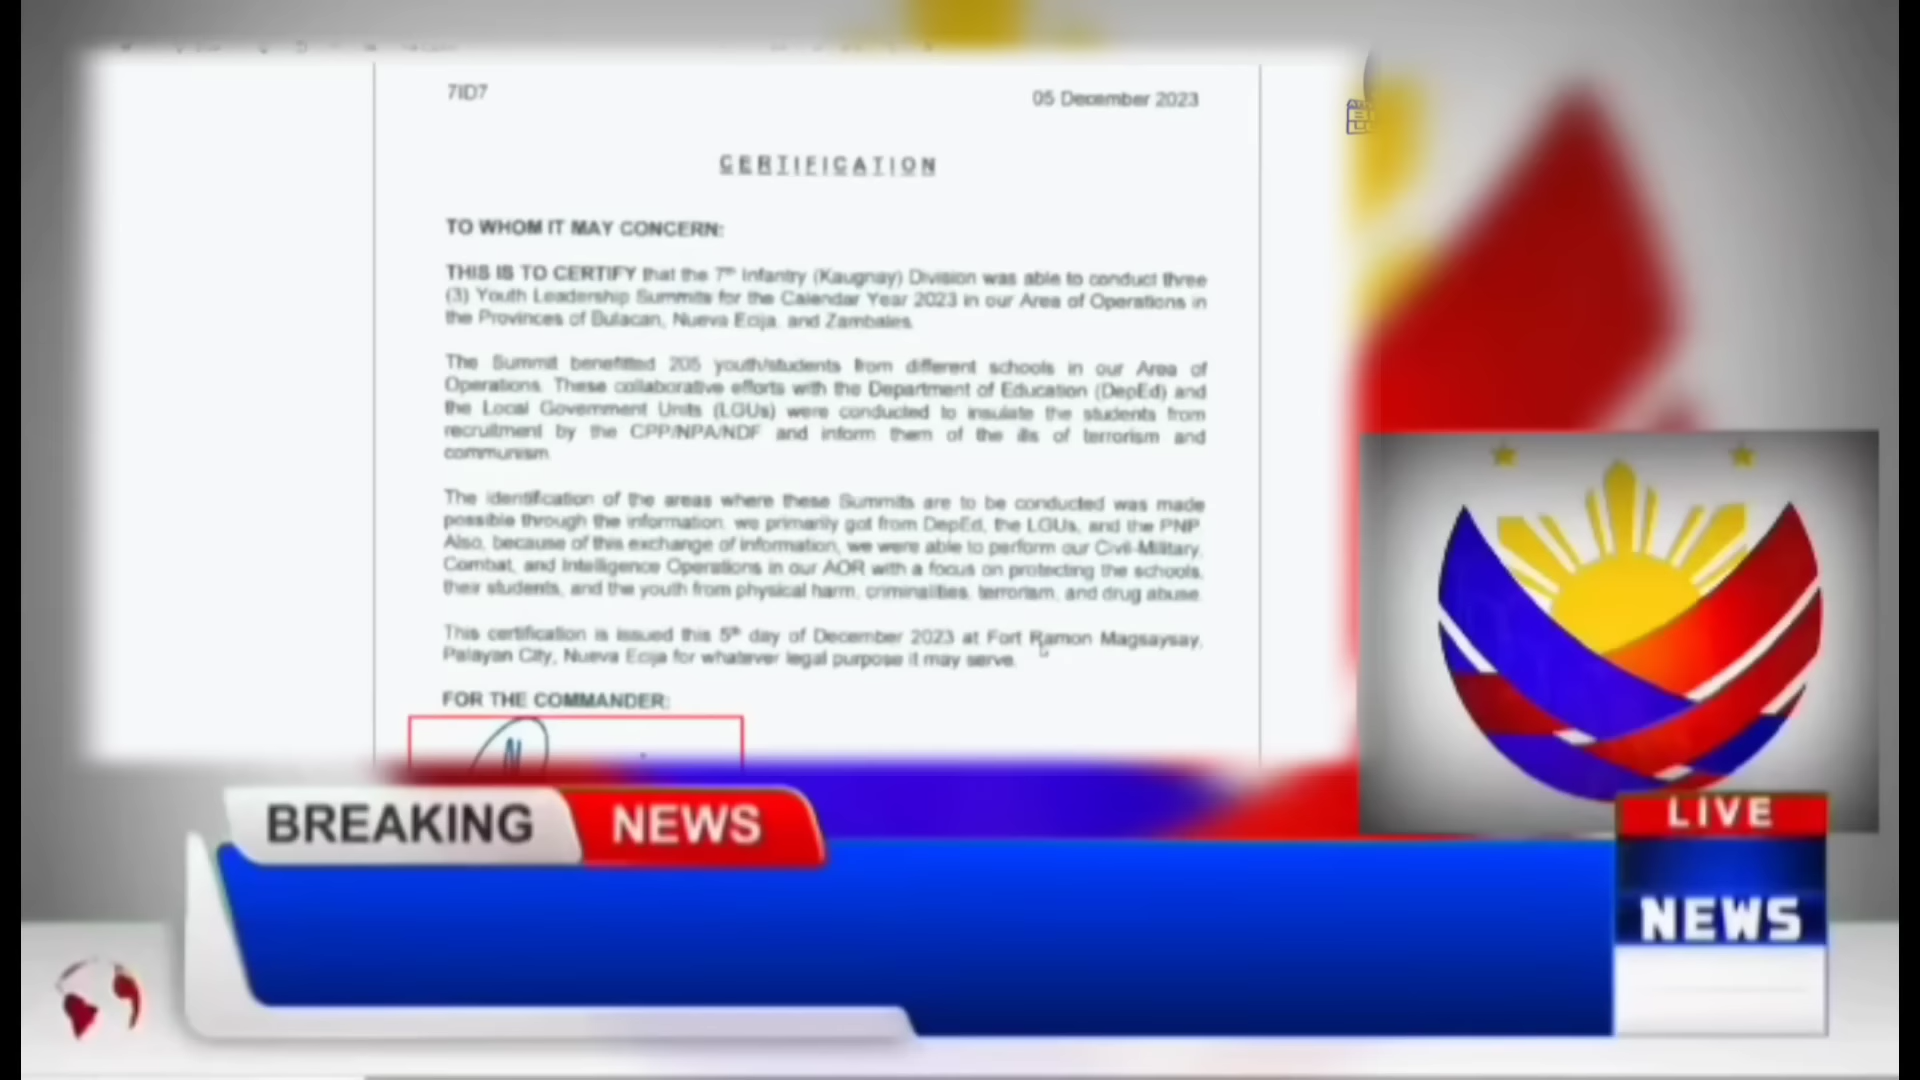 7ID7
05 December 2023
CERTIFICATION
TO WHOM IT MAY CONCERN:
THIS IS TO CERTIFY that the 7th Infantry (Kaugnay) Division was able to conduct three
(3) Youth Leadership Summits for the Calendar Year 2023 in our Area of Operations in
the Provinces of Bulacan, Nueva Ecija, and Zambales.
The Summit benefitted 205 youth/students from different schools in our Area of
Operations. These collaborative efforts with the Department of Education (DepEd) and
the Local Government Units (LGUs) were conducted to insulate the students from
recruitment by the CPP/NPA/NDF and inform them of the ills of terrorism and
communism.
The identification of the areas where these Summits are to be conducted was made
possible through the information, we primarily got from DepEd, the LGUs, and the PNP.
Also, because of this exchange of information, we were able to perform our Civil-Military,
Combat, and Intelligence Operations in our AOR with a focus on protecting the schools,
their students, and the youth from physical harm, criminalities, terrorism, and drug abuse.
This certification is issued this 5th day of December 2023 at Fort Ramon Magsaysay,
Palayan City, Nueva Ecija for whatever legal purpose it may serve.
FOR THE COMMANDER:
BREAKING NEWS
LIVE
NEWS